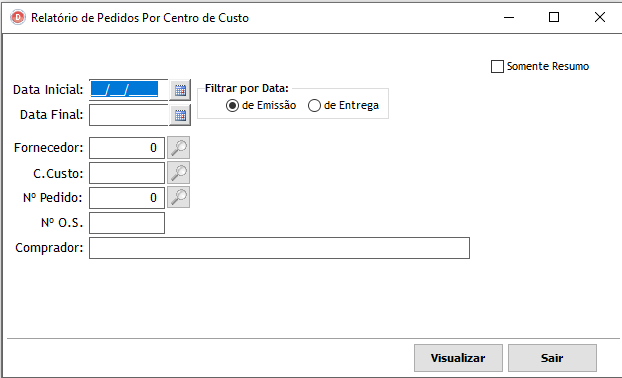 Relatório de Pedidos Por Centro de Custo
Somente Resumo
Data Inicial: __/__/____
Filtrar por Data:
de Emissão de Entrega
Data Final:
Fornecedor: 0
C.Custo:
Nº Pedido: 0
Nº O.S.
Comprador:
Visualizar Sair